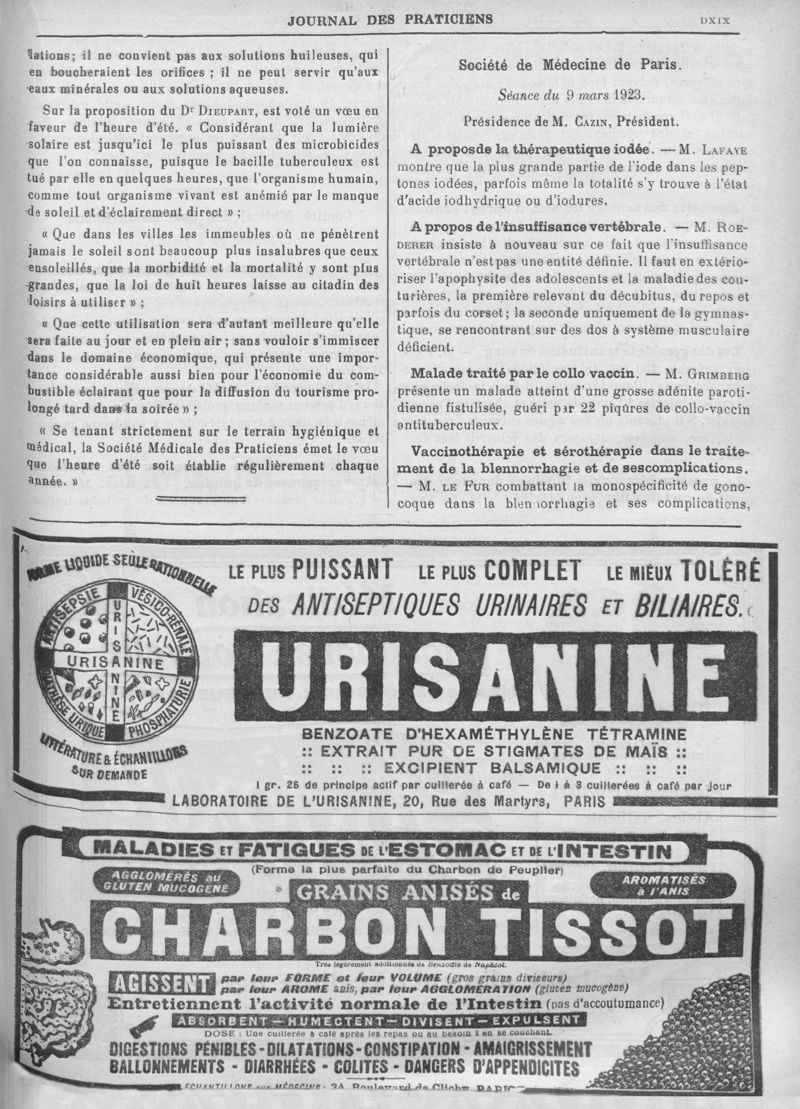 JOURNAL DES PRATICIENS
DXIX
lations; il ne convient pas aux solutions huileuses, qui
en boucheraient les orifices ; il ne peut servir qu'aux
eaux minérales ou aux solutions aqueuses.
Sur la proposition du Dr DIEUPART, est voté un vœu en
faveur de l'heure d'été. « Considérant que la lumière
solaire est jusqu'ici le plus puissant des microbicides
que l'on connaisse, puisque le bacille tuberculeux est
tué par elle en quelques heures, que l'organisme humain,
comme tout organisme vivant est anémié par le manque
de soleil et d'éclairement direct » ;
« Que dans les villes les immeubles où ne pénètrent
jamais le soleil sont beaucoup plus insalubres que ceux
ensoleillés, que la morbidité et la mortalité y sont plus
grandes, que la loi de huit heures laisse au citadin des
loisirs à utiliser » ;
« Que cette utilisation sera d'autant meilleure qu'elle
sera faite au jour et en plein air ; sans vouloir s'immiscer
dans le domaine économique, qui présente une impor-
tance considérable aussi bien pour l'économie du com-
bustible éclairant que pour la diffusion du tourisme pro-
longé tard dans la soirée » ;
« Se tenant strictement sur le terrain hygiénique et
médical, la Société Médicale des Praticiens émet le vœu
que l'heure d'été soit établie régulièrement chaque
année. »
Société de Médecine de Paris.
Séance du 9 mars 1923.
Présidence de M. CAZIN, Président.
A propos de la thérapeutique iodée. — M. LAFAYE
montre que la plus grande partie de l'iode dans les pep-
tones iodées, parfois même la totalité s'y trouve à l'état
d'acide iodhydrique ou d'iodures.
A propos de l'insuffisance vertébrale. — M. ROE-
DERER insiste à nouveau sur ce fait que l'insuffisance
vertébrale n'est pas une entité définie. Il faut en extério-
riser l'apophysite des adolescents et la maladie des cou-
turières, la première relevant du décubitus, du repos et
parfois du corset ; la seconde uniquement de la gymnas-
tique, se rencontrant sur des dos à système musculaire
déficient.
Malade traité par le collo vaccin. — M. GRIMBERG
présente un malade atteint d'une grosse adénite paroti-
dienne fistulisée, guéri par 22 piqûres de collo-vaccin
antituberculeux.
Vaccinothérapie et sérothérapie dans le traite-
ment de la blennorrhagie et de ses complications.
— M. LE FUR combattant la monospécificité de gono-
coque dans la blennorrhagie et ses complications,
FORME LIQUIDE SEULE RATIONNELLE
ANTISEPSIE VÉSICO-RÉNALE
URISANINE
URISANINE
DIATHÈSE URIQUE PHOSPHATURIE
LITTÉRATURE & ÉCHANTILLONS
SUR DEMANDE
LE PLUS PUISSANT LE PLUS COMPLET LE MIEUX TOLÉRÉ
DES ANTISEPTIQUES URINAIRES ET BILIAIRES.
URISANINE
BENZOATE D'HEXAMÉTHYLÈNE TÉTRAMINE
:: EXTRAIT PUR DE STIGMATES DE MAÏS ::
:: :: :: EXCIPIENT BALSAMIQUE :: :: ::
1 gr. 25 de principe actif par cuillerée à café — De 1 à 3 cuillerées à café par jour
LABORATOIRE DE L'URISANINE, 20, Rue des Martyrs, PARIS
MALADIES ET FATIGUES DE L'ESTOMAC ET DE L'INTESTIN
(Forme la plus parfaite du Charbon de Peuplier)
AGGLOMÉRÉS au
GLUTEN MUCOGÈNE
GRAINS ANISÉS de
AROMATISÉS
à l'ANIS
CHARBON TISSOT
Très légèrement additionnés de Benzoate de Naphtol.
AGISSENT
par leur FORME et leur VOLUME (gros grains diviseurs)
par leur AROME anis, par leur AGGLOMÉRATION (gluten mucogène)
Entretiennent l'activité normale de l'Intestin (pas d'accoutumance)
ABSORBENT — HUMECTENT — DIVISENT — EXPULSENT
DOSE : Une cuillerée à café après les repas ou au besoin 2 en se couchant.
DIGESTIONS PÉNIBLES - DILATATIONS - CONSTIPATION - AMAIGRISSEMENT
BALLONNEMENTS - DIARRHÉES - COLITES - DANGERS D'APPENDICITES
ÉCHANTILLONS aux MÉDECINS : 34, Boulevard de Clichy, PARIS